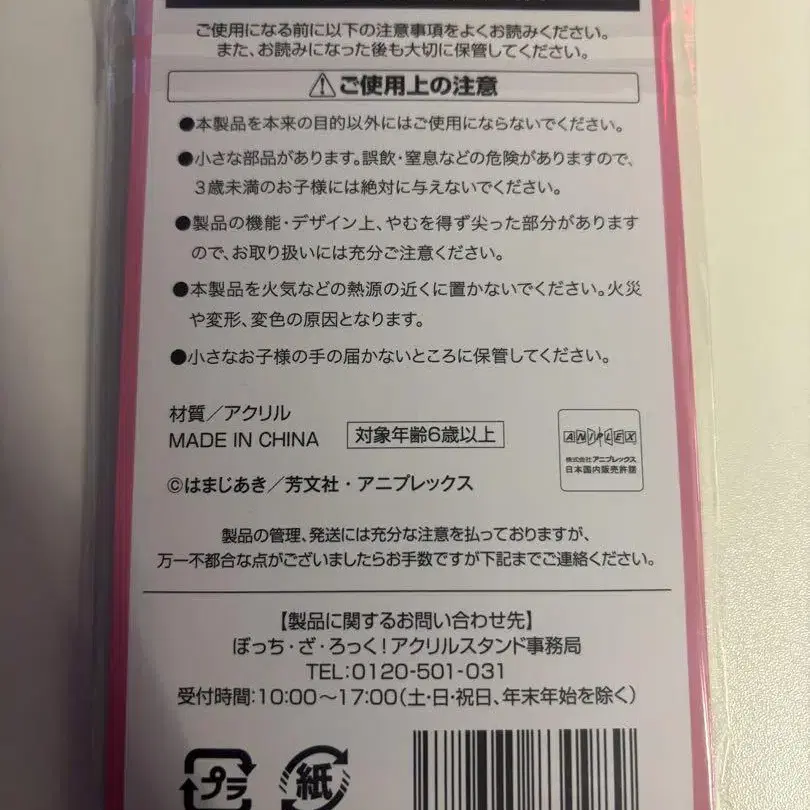 ご使用になる前に以下の注意事項をよくお読みください。
また、お読みになった後も大切に保管してください。
ご使用上の注意
●本製品を本来の目的以外にはご使用にならないでください。
●小さな部品があります。誤飲・窒息などの危険がありますので、
3歳未満のお子様には絶対に与えないでください。
●製品の機能・デザイン上、やむを得ず尖った部分があります
ので、お取り扱いには充分ご注意ください。
●本製品を火気などの熱源の近くに置かないでください。火災
や変形、変色の原因となります。
●小さなお子様の手の届かないところに保管してください。
材質／アクリル
MADE IN CHINA
対象年齢6歳以上
©はまじあき／芳文社・アニプレックス
ANIPLEX
株式会社アニプレックス
日本国内販売許諾
製品の管理、発送には充分な注意を払っておりますが、
万一不都合な点がございましたらお手数ですが下記までご連絡ください。
【製品に関するお問い合わせ先】
ぼっち・ざ・ろっく！アクリルスタンド事務局
TEL:0120-501-031
受付時間：10:00～17:00（土・日・祝日、年末年始を除く）
プラ
紙